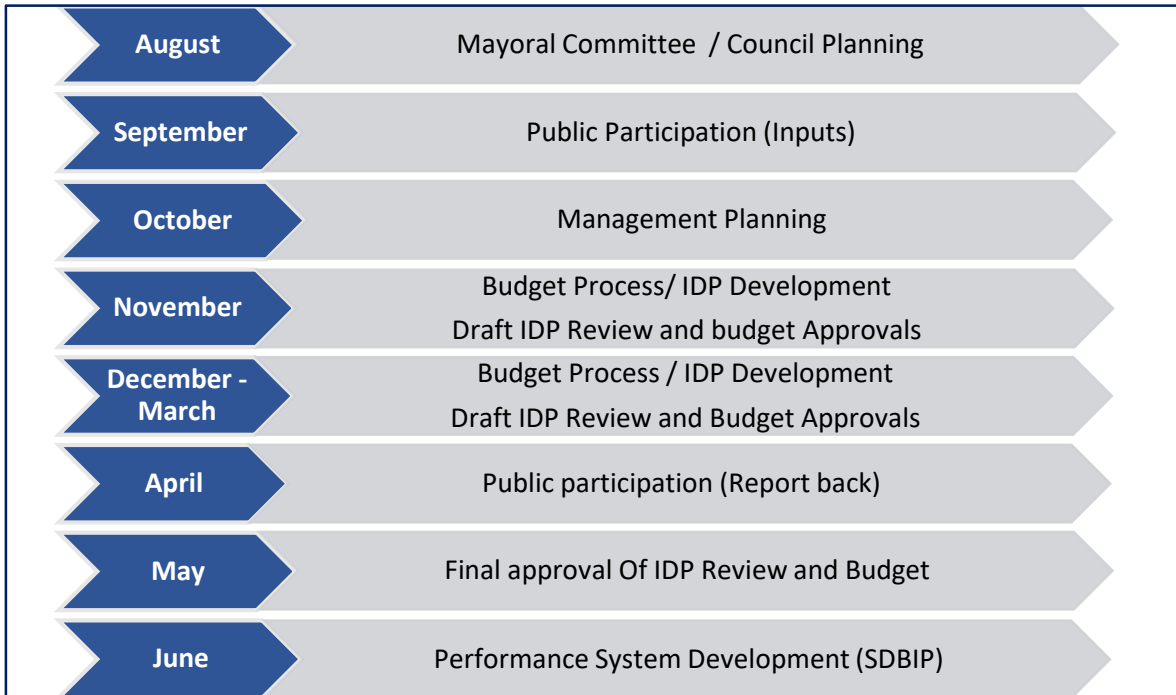 August
Mayoral Committee / Council Planning
September
Public Participation (Inputs)
October
Management Planning
November
Budget Process/ IDP Development
Draft IDP Review and budget Approvals
December -
March
Budget Process / IDP Development
Draft IDP Review and Budget Approvals
April
Public participation (Report back)
May
Final approval Of IDP Review and Budget
June
Performance System Development (SDBIP)